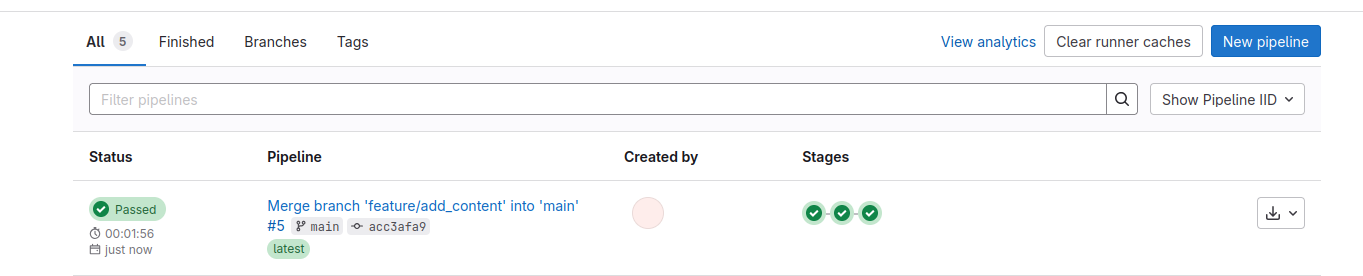 All 5 Finished Branches Tags View analytics Clear runner caches New pipeline
Filter pipelines Show Pipeline IID
Status Pipeline Created by Stages
Passed Merge branch 'feature/add_content' into 'main'
#5 main acc3afa9
00:01:56
just now latest